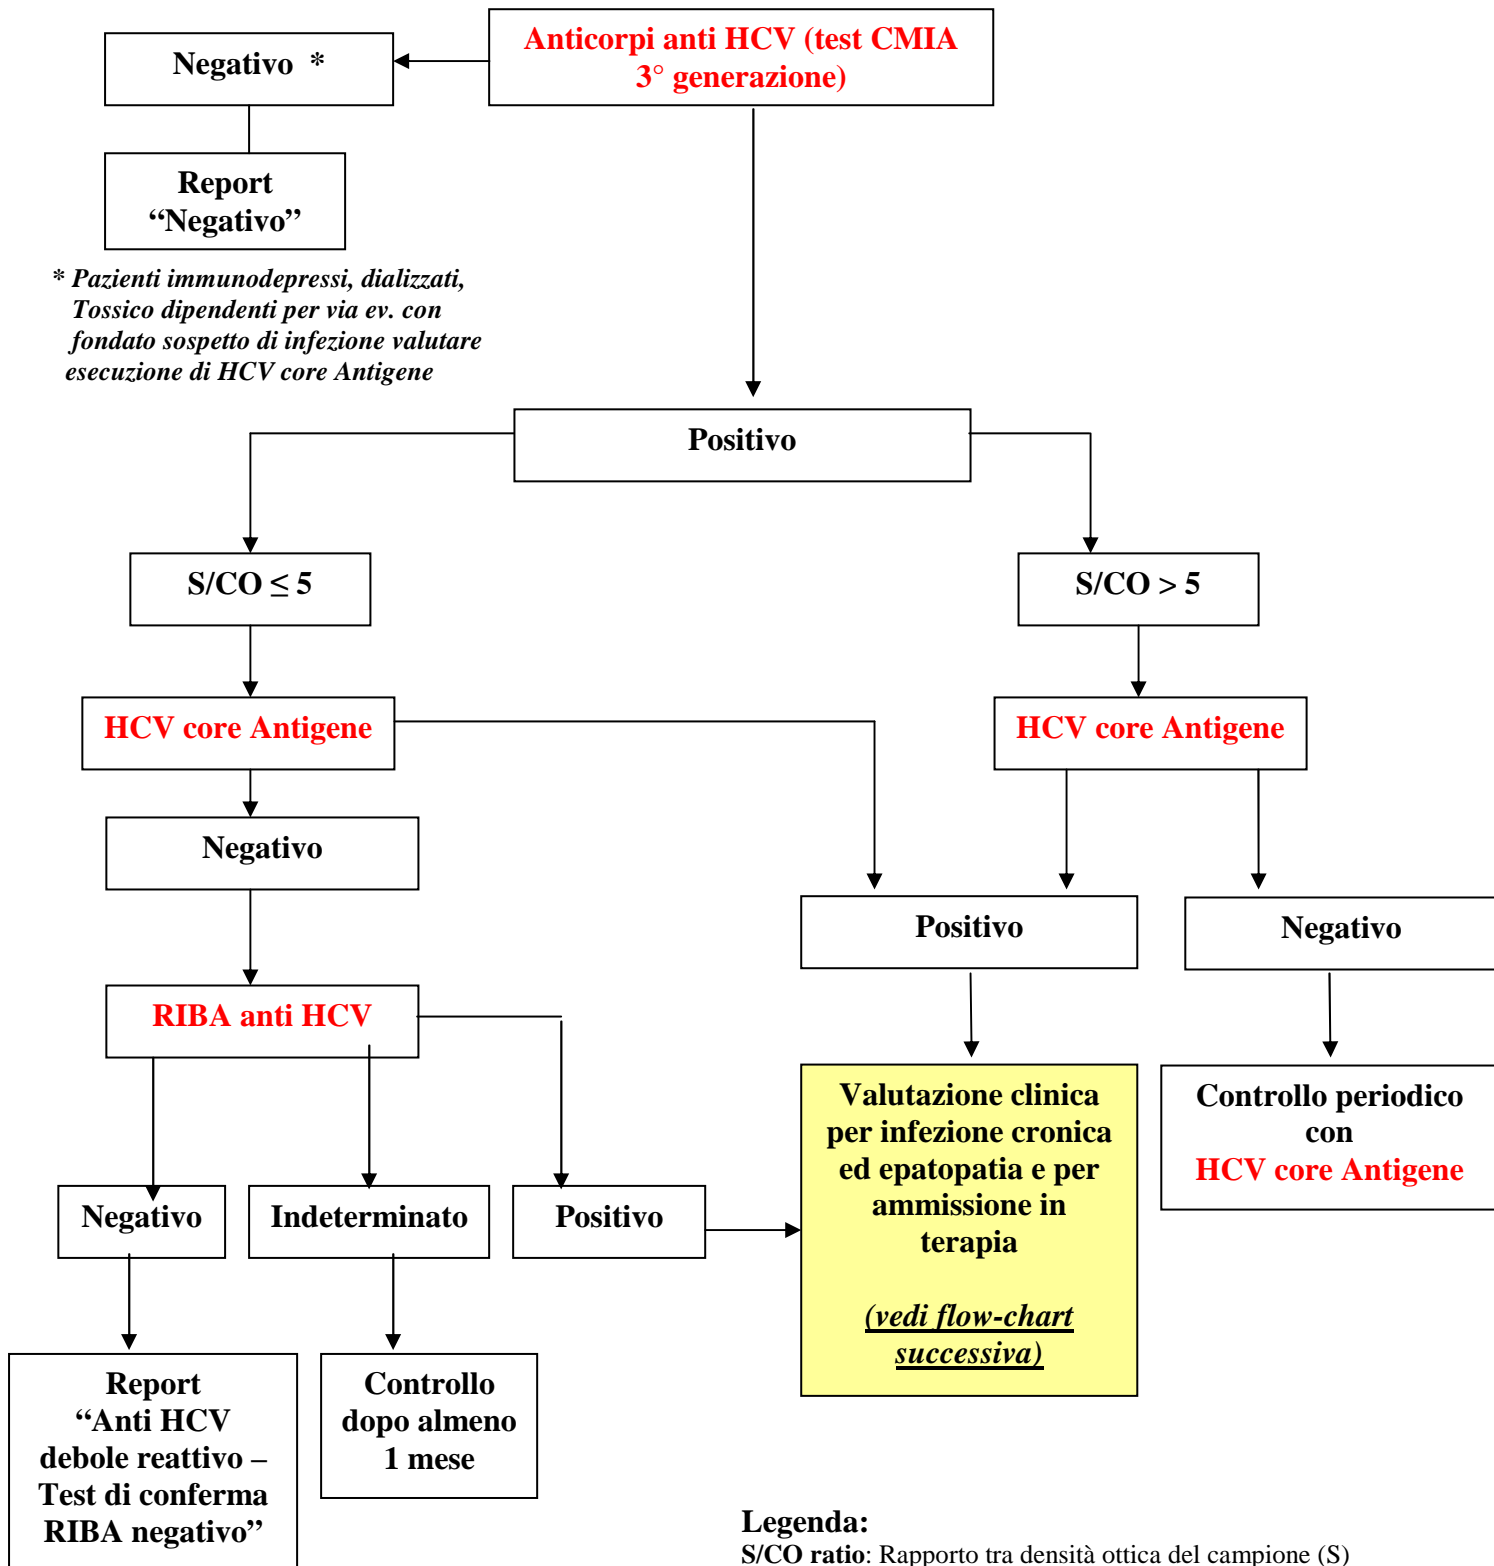 Anticorpi anti HCV (test CMIA
3° generazione)
Negativo *
Report
“Negativo”
* Pazienti immunodepressi, dializzati,
Tossico dipendenti per via ev. con
fondato sospetto di infezione valutare
esecuzione di HCV core Antigene
Positivo
S/CO ≤ 5
S/CO > 5
HCV core Antigene
HCV core Antigene
Negativo
Positivo
Negativo
RIBA anti HCV
Valutazione clinica
per infezione cronica
ed epatopatia e per
ammissione in
terapia
(vedi flow-chart
successiva)
Controllo periodico
con
HCV core Antigene
Negativo
Indeterminato
Positivo
Report
“Anti HCV
debole reattivo –
Test di conferma
RIBA negativo”
Controllo
dopo almeno
1 mese
Legenda:
S/CO ratio: Rapporto tra densità ottica del campione (S)